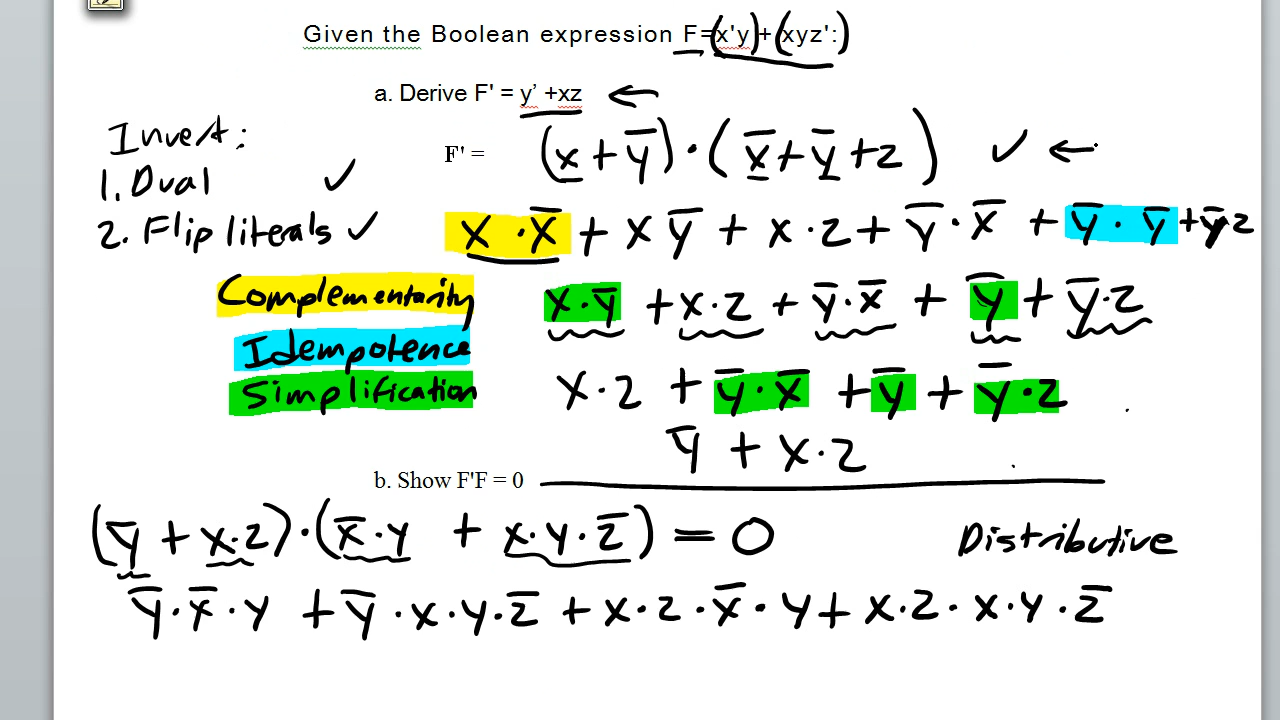 Given the Boolean expression F=(x'y)+(xyz':)
a. Derive F' = y' +xz ←
Invert:
F' = (x + y̅) · (x̅ + y̅ + z) ✓ ←
1. Dual ✓
2. Flip literals ✓
x · x̅ + x y̅ + x · z + y̅ · x̅ + y̅ · y̅ + y̅ z
Complementarity
x · y̅ + x · z + y̅ · x̅ + y̅ + y̅ · z
Idempotence
Simplification
x · z + y̅ · x̅ + y̅ + y̅ · z
y̅ + x · z
b. Show F'F = 0
(y̅ + x · z) · (x̅ · y + x · y · z̅) = 0 Distributive
y̅ · x̅ · y + y̅ · x · y · z̅ + x · z · x̅ · y + x · z · x · y · z̅